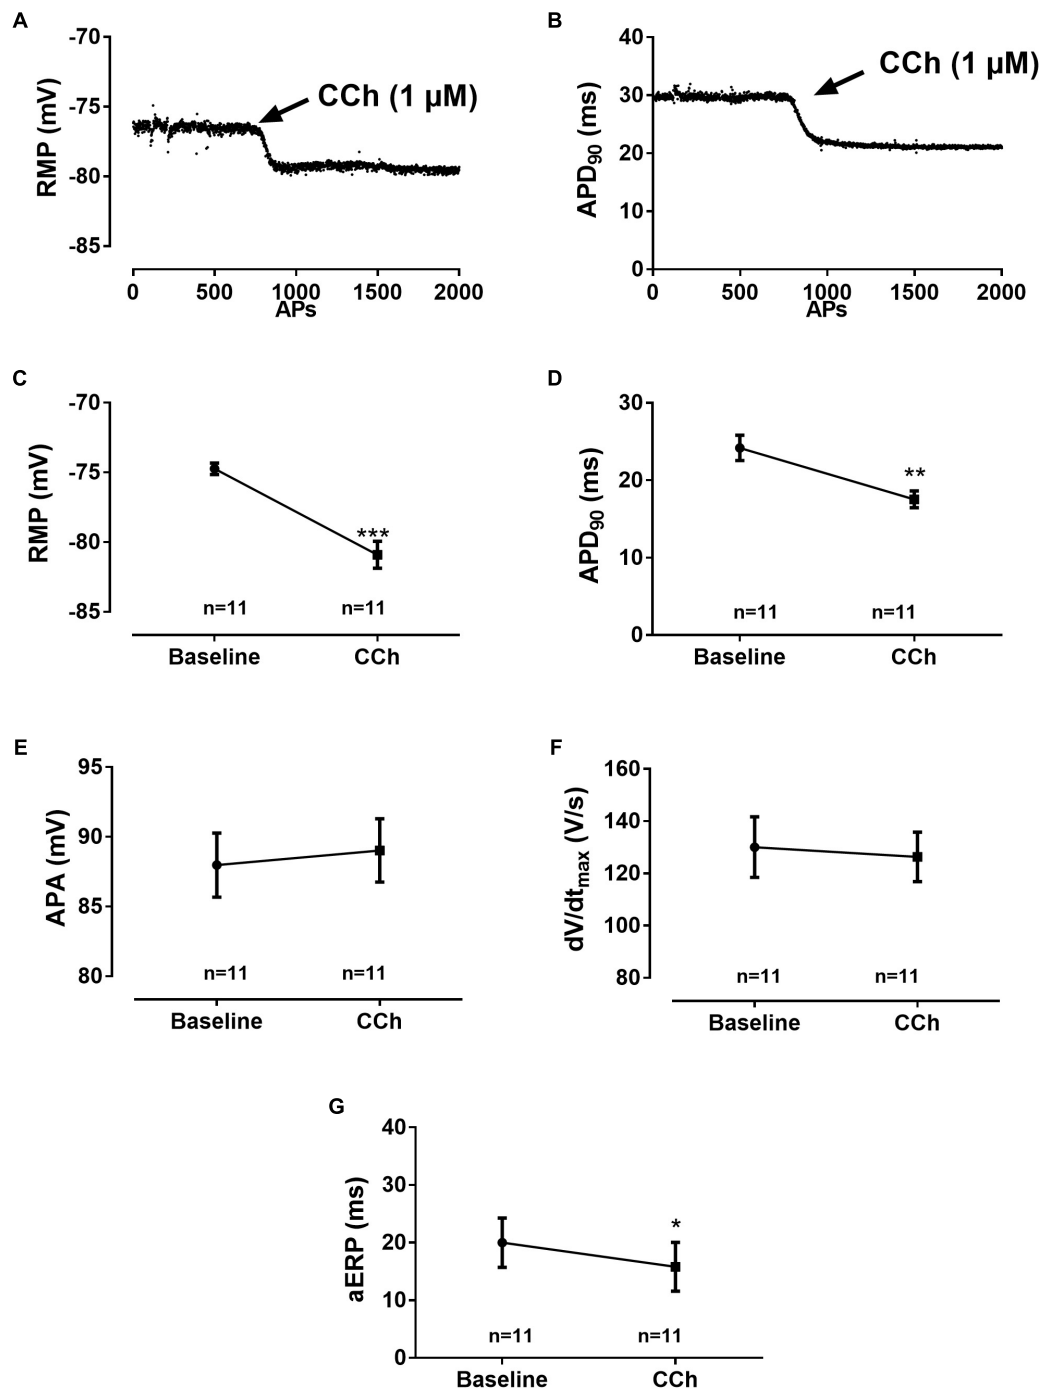 A
-70
-75
-80
-85
RMP (mV)
CCh (1 µM)
0 500 1000 1500 2000
APs
B
40
30
20
10
0
APD90 (ms)
CCh (1 µM)
0 500 1000 1500 2000
APs
C
-70
-75
-80
-85
RMP (mV)
***
n=11 n=11
Baseline CCh
D
30
20
10
0
APD90 (ms)
**
n=11 n=11
Baseline CCh
E
95
90
85
80
APA (mV)
n=11 n=11
Baseline CCh
F
160
140
120
100
80
dV/dtmax (V/s)
n=11 n=11
Baseline CCh
G
40
30
20
10
0
aERP (ms)
*
n=11 n=11
Baseline CCh